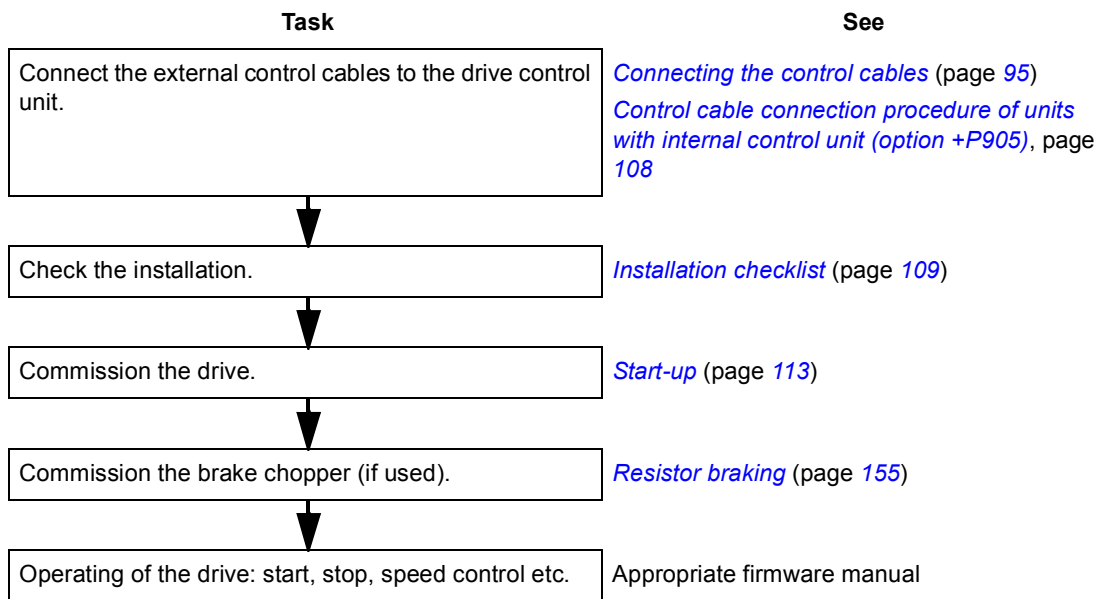 Task
See
Connect the external control cables to the drive control
unit.
Connecting the control cables (page 95)
Control cable connection procedure of units
with internal control unit (option +P905), page
108
Check the installation.
Installation checklist (page 109)
Commission the drive.
Start-up (page 113)
Commission the brake chopper (if used).
Resistor braking (page 155)
Operating of the drive: start, stop, speed control etc.
Appropriate firmware manual